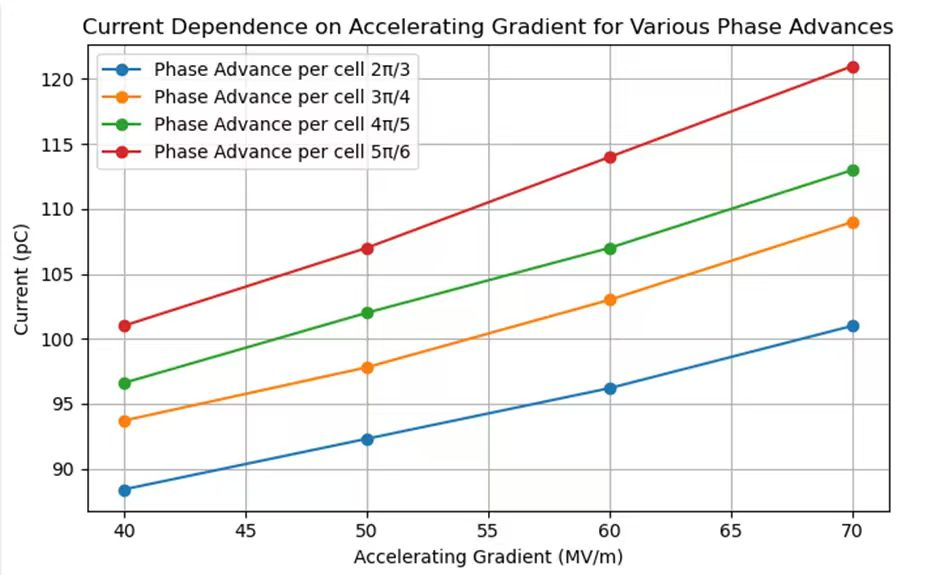 Current Dependence on Accelerating Gradient for Various Phase Advances
Phase Advance per cell 2π/3
Phase Advance per cell 3π/4
Phase Advance per cell 4π/5
Phase Advance per cell 5π/6
Current (pC)
120
115
110
105
100
95
90
40 45 50 55 60 65 70
Accelerating Gradient (MV/m)